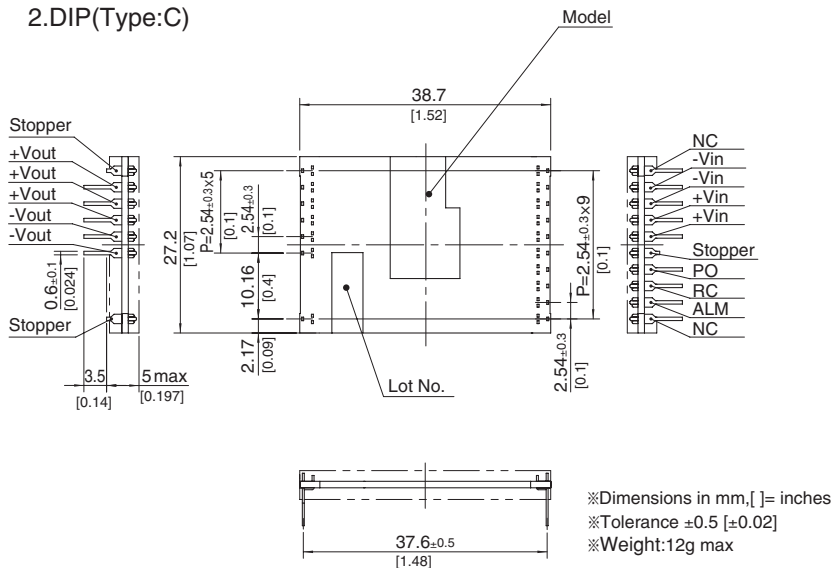 2.DIP(Type:C)
Model
38.7
[1.52]
Stopper
+Vout
+Vout
+Vout
-Vout
-Vout
Stopper
0.6±0.1
[0.024]
3.5
[0.14]
5 max
[0.197]
27.2
[1.07]
P=2.54±0.3x5
[0.1]
2.54±0.3
[0.1]
10.16
[0.4]
2.17
[0.09]
Lot No.
P=2.54±0.3×9
[0.1]
2.54±0.3
[0.1]
NC
-Vin
-Vin
+Vin
+Vin
Stopper
PO
RC
ALM
NC
37.6±0.5
[1.48]
※Dimensions in mm,[ ]= inches
※Tolerance ±0.5 [±0.02]
※Weight:12g max